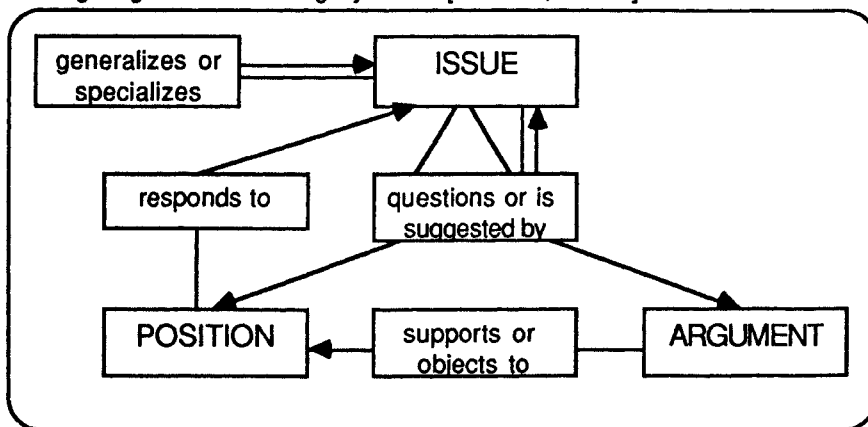 generalizes or
specializes
ISSUE
responds to
questions or is
suggested by
POSITION
supports or
objects to
ARGUMENT